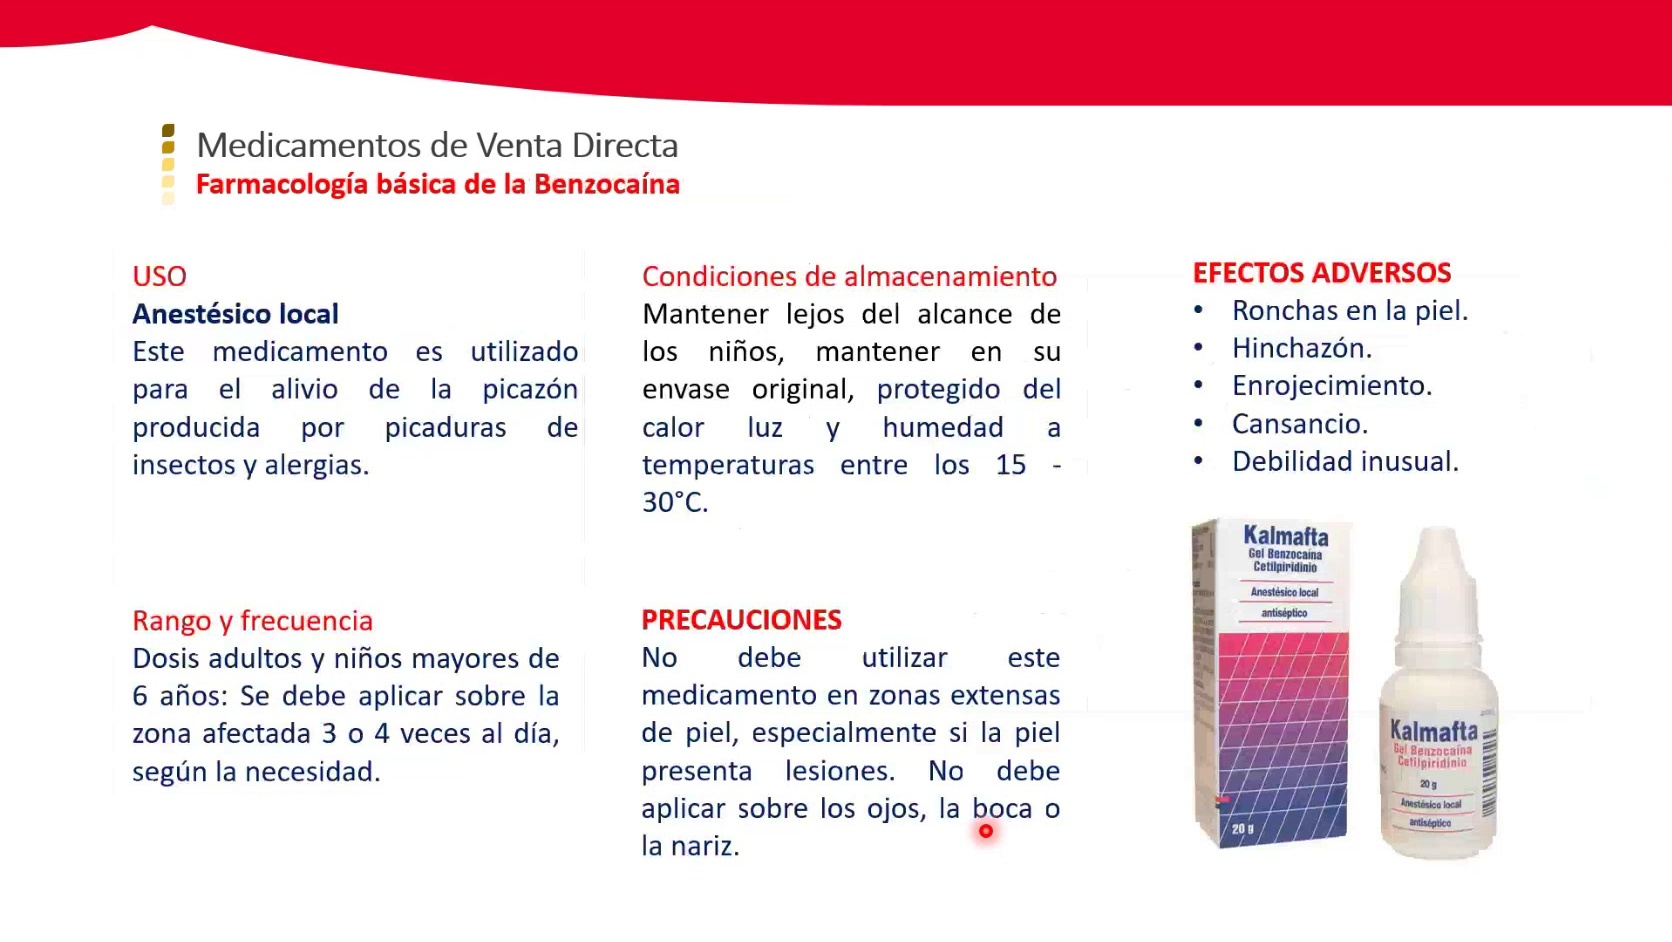 Medicamentos de Venta Directa
Farmacología básica de la Benzocaína
USO
Anestésico local
Este medicamento es utilizado
para el alivio de la picazón
producida por picaduras de
insectos y alergias.
Rango y frecuencia
Dosis adultos y niños mayores de
6 años: Se debe aplicar sobre la
zona afectada 3 o 4 veces al día,
según la necesidad.
Condiciones de almacenamiento
Mantener lejos del alcance de
los niños, mantener en su
envase original, protegido del
calor luz y humedad a
temperaturas entre los 15 -
30°C.
PRECAUCIONES
No debe utilizar este
medicamento en zonas extensas
de piel, especialmente si la piel
presenta lesiones. No debe
aplicar sobre los ojos, la boca o
la nariz.
EFECTOS ADVERSOS
• Ronchas en la piel.
• Hinchazón.
• Enrojecimiento.
• Cansancio.
• Debilidad inusual.
Kalmafta
Gel Benzocaína
Cetilpiridinio
Anestésico local
antiséptico
20 g
Kalmafta
Gel Benzocaína
Cetilpiridinio
20 g
Anestésico local
antiséptico